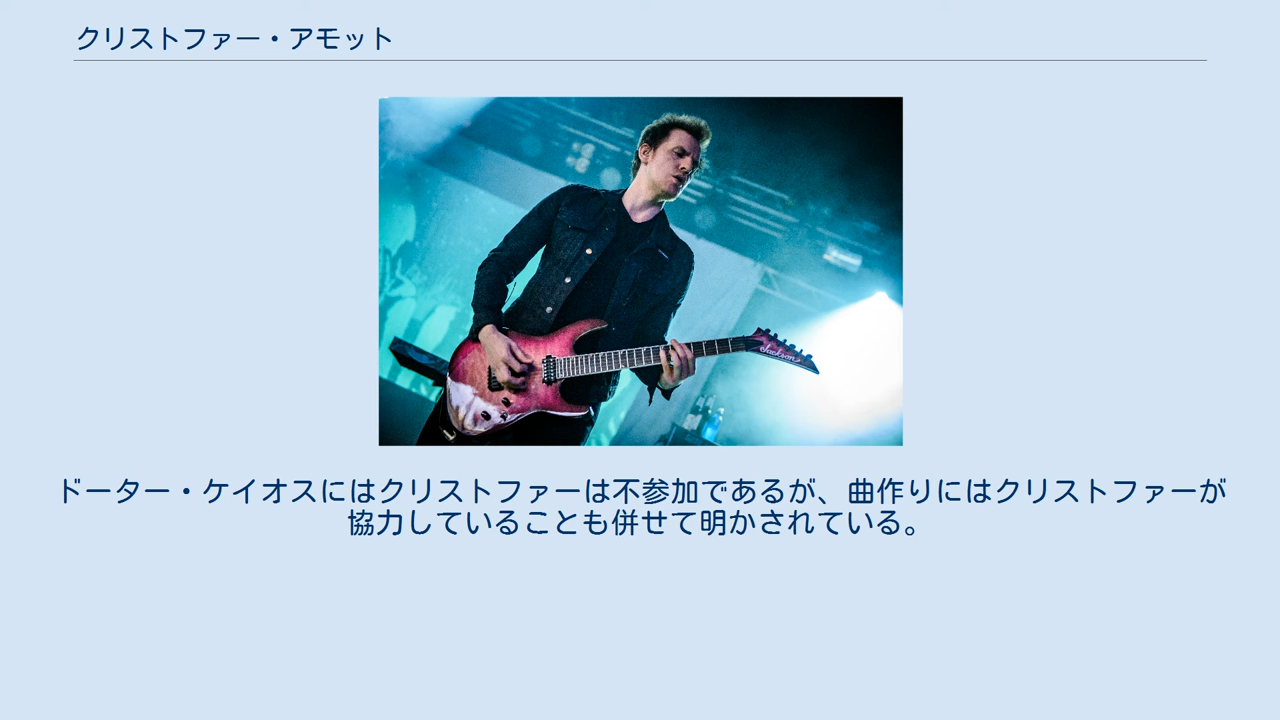 クリストファー・アモット
Jackson
ドーター・ケイオスにはクリストファーは不参加であるが、曲作りにはクリストファーが
協力していることも併せて明かされている。